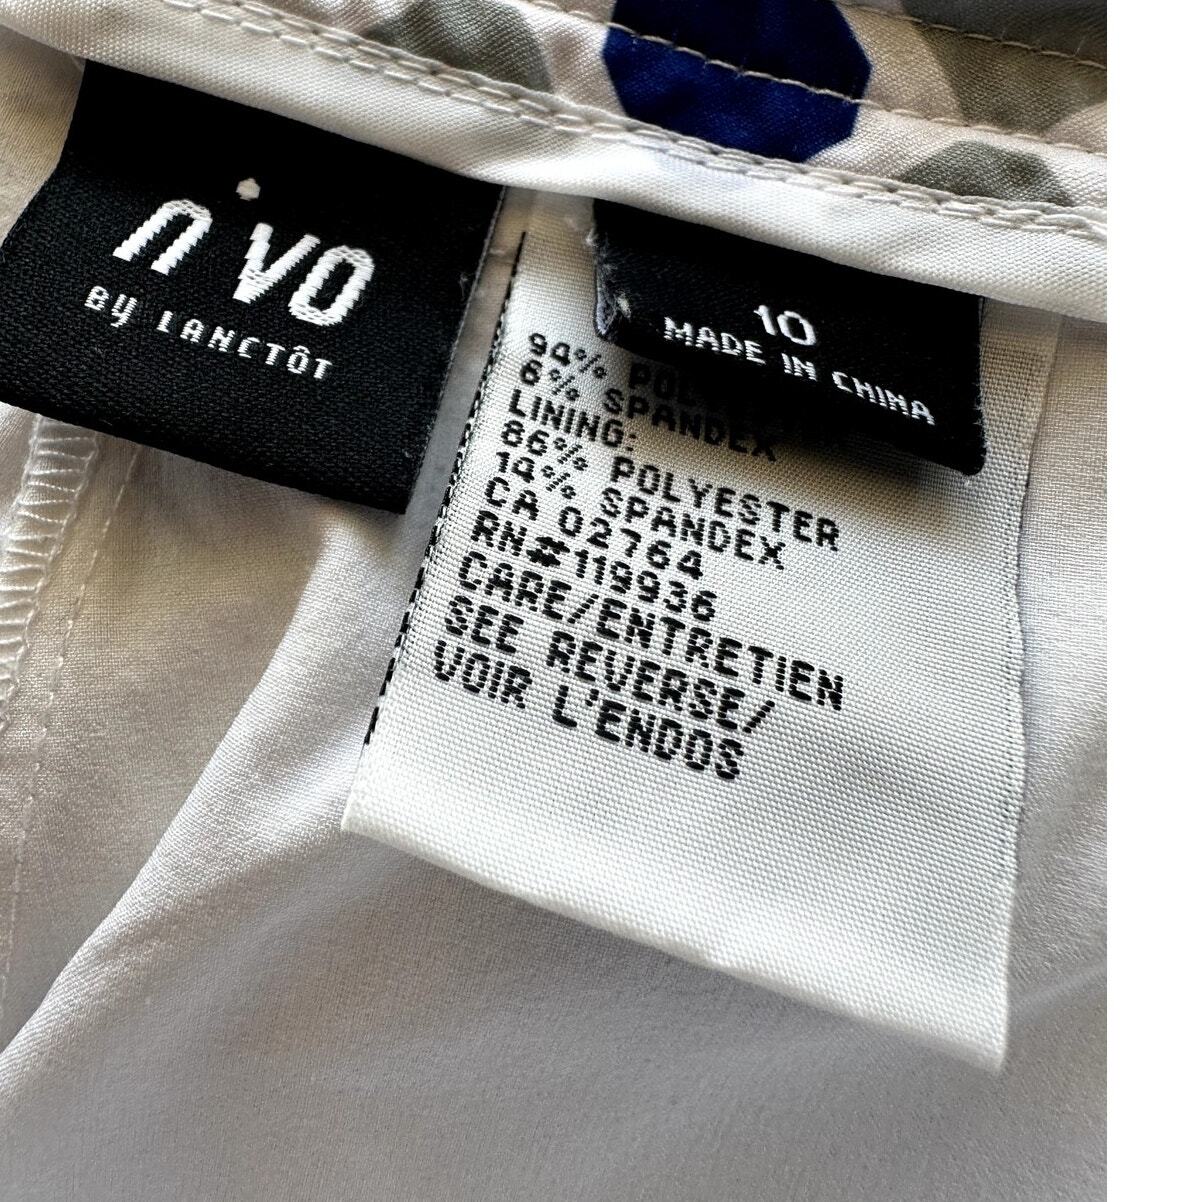 nivo
BY LANCTÔT
10
MADE IN CHINA
94% POL
6% SPANDEX
LINING:
86% POLYESTER
14% SPANDEX
CA 02764
RN#119936
CARE/ENTRETIEN
SEE REVERSE/
VOIR L'ENDOS